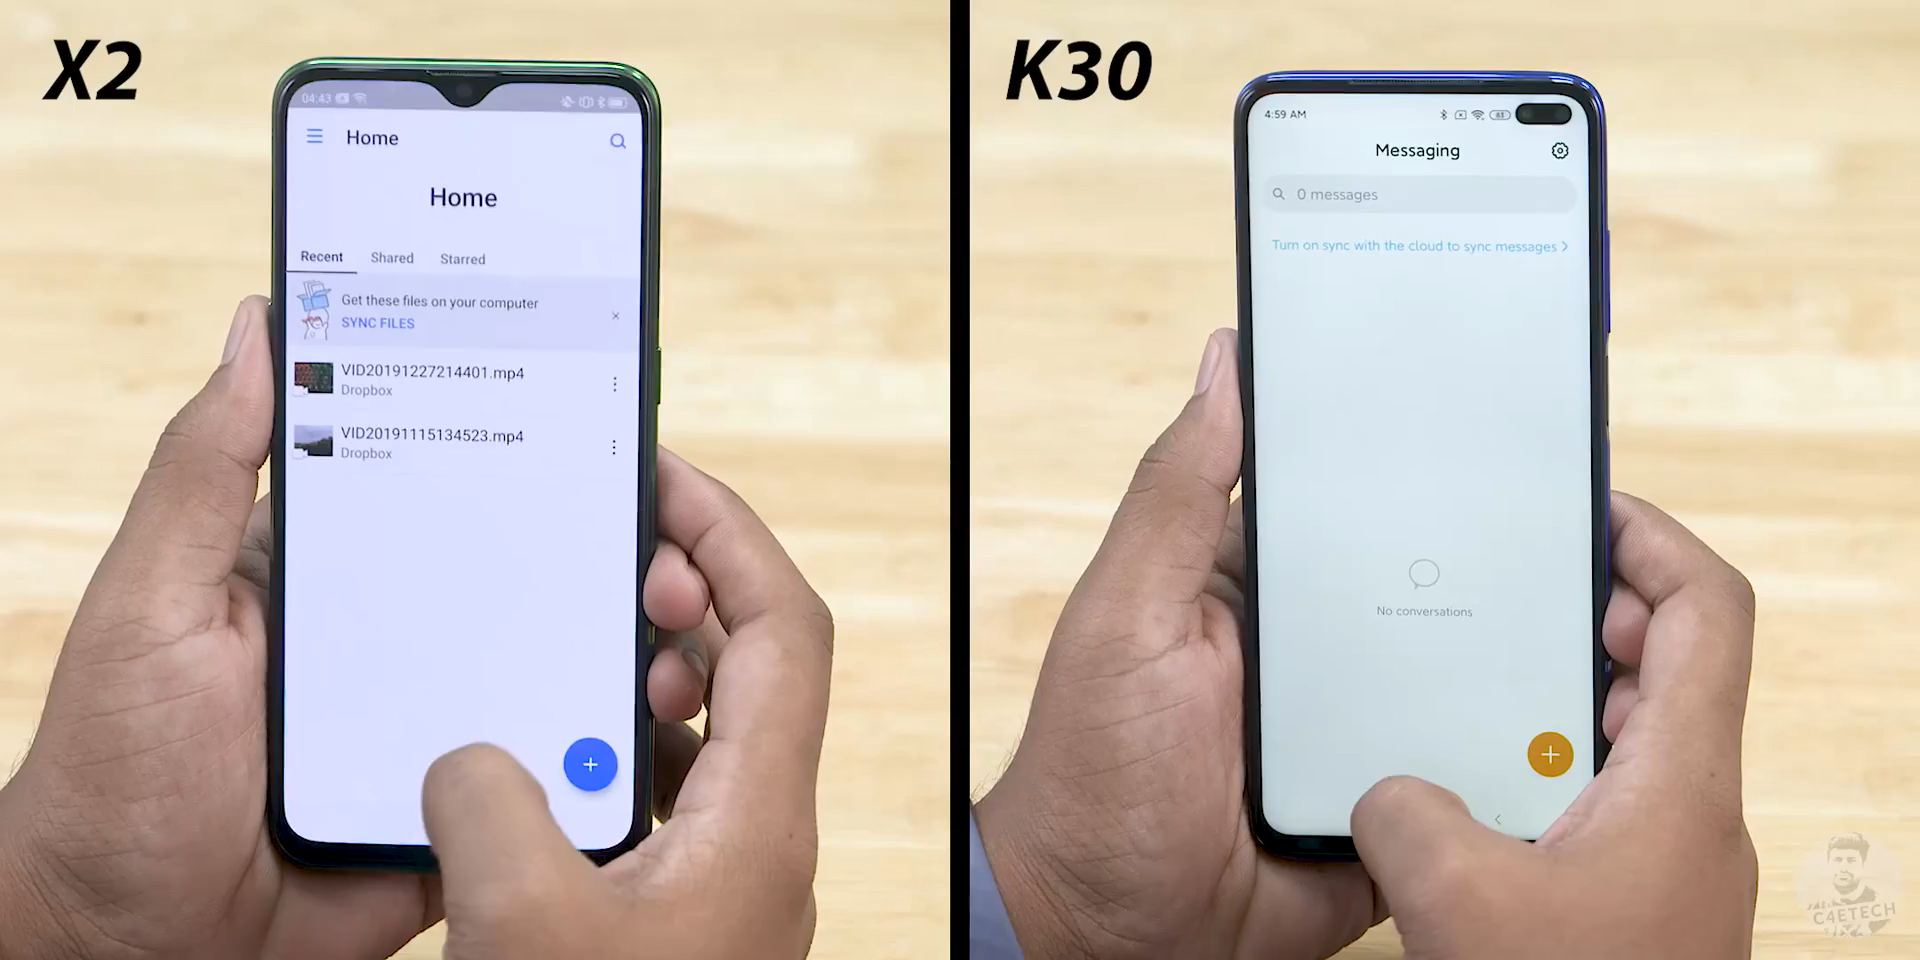 X2
04:43
Home
Home
Recent Shared Starred
Get these files on your computer
SYNC FILES
VID20191227214401.mp4
Dropbox
VID20191115134523.mp4
Dropbox
K30
4:59 AM
Messaging
0 messages
Turn on sync with the cloud to sync messages
No conversations
C4ETECH